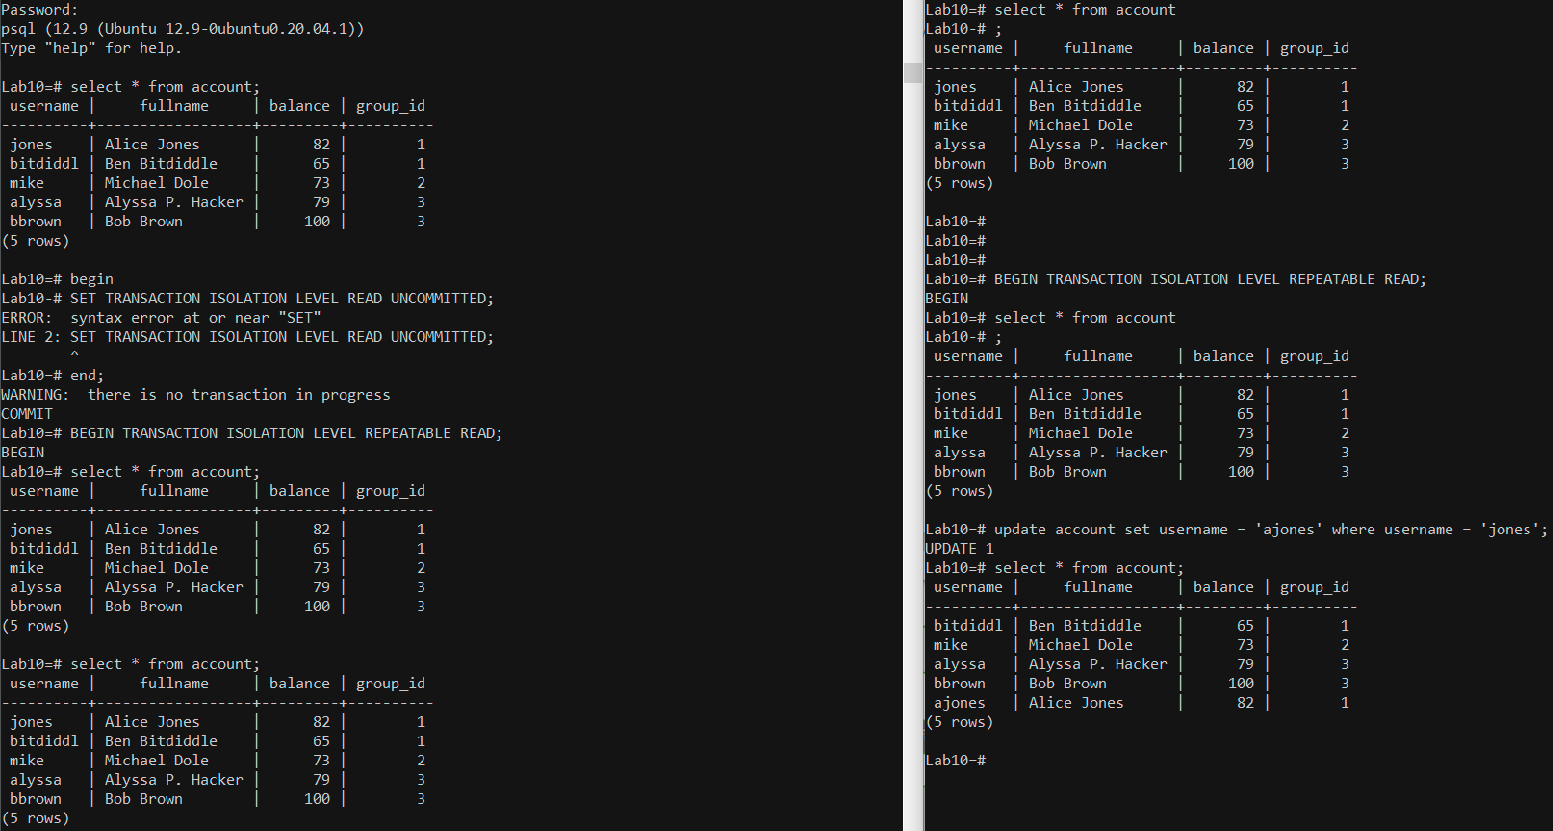 Password:
psql (12.9 (Ubuntu 12.9-0ubuntu0.20.04.1))
Type "help" for help.

Lab10=# select * from account;
 username |     fullname     | balance | group_id
----------+------------------+---------+----------
 jones    | Alice Jones      |      82 |        1
 bitdiddl | Ben Bitdiddle    |      65 |        1
 mike     | Michael Dole     |      73 |        2
 alyssa   | Alyssa P. Hacker |      79 |        3
 bbrown   | Bob Brown        |     100 |        3
(5 rows)

Lab10=# begin
Lab10-# SET TRANSACTION ISOLATION LEVEL READ UNCOMMITTED;
ERROR:  syntax error at or near "SET"
LINE 2: SET TRANSACTION ISOLATION LEVEL READ UNCOMMITTED;
        ^
Lab10=# end;
WARNING:  there is no transaction in progress
COMMIT
Lab10=# BEGIN TRANSACTION ISOLATION LEVEL REPEATABLE READ;
BEGIN
Lab10=# select * from account;
 username |     fullname     | balance | group_id
----------+------------------+---------+----------
 jones    | Alice Jones      |      82 |        1
 bitdiddl | Ben Bitdiddle    |      65 |        1
 mike     | Michael Dole     |      73 |        2
 alyssa   | Alyssa P. Hacker |      79 |        3
 bbrown   | Bob Brown        |     100 |        3
(5 rows)

Lab10=# select * from account;
 username |     fullname     | balance | group_id
----------+------------------+---------+----------
 jones    | Alice Jones      |      82 |        1
 bitdiddl | Ben Bitdiddle    |      65 |        1
 mike     | Michael Dole     |      73 |        2
 alyssa   | Alyssa P. Hacker |      79 |        3
 bbrown   | Bob Brown        |     100 |        3
(5 rows)

Lab10=# select * from account
Lab10-# ;
 username |     fullname     | balance | group_id
----------+------------------+---------+----------
 jones    | Alice Jones      |      82 |        1
 bitdiddl | Ben Bitdiddle    |      65 |        1
 mike     | Michael Dole     |      73 |        2
 alyssa   | Alyssa P. Hacker |      79 |        3
 bbrown   | Bob Brown        |     100 |        3
(5 rows)

Lab10=#
Lab10=#
Lab10=#
Lab10=# BEGIN TRANSACTION ISOLATION LEVEL REPEATABLE READ;
BEGIN
Lab10=# select * from account
Lab10-# ;
 username |     fullname     | balance | group_id
----------+------------------+---------+----------
 jones    | Alice Jones      |      82 |        1
 bitdiddl | Ben Bitdiddle    |      65 |        1
 mike     | Michael Dole     |      73 |        2
 alyssa   | Alyssa P. Hacker |      79 |        3
 bbrown   | Bob Brown        |     100 |        3
(5 rows)

Lab10=# update account set username = 'ajones' where username = 'jones';
UPDATE 1
Lab10=# select * from account;
 username |     fullname     | balance | group_id
----------+------------------+---------+----------
 bitdiddl | Ben Bitdiddle    |      65 |        1
 mike     | Michael Dole     |      73 |        2
 alyssa   | Alyssa P. Hacker |      79 |        3
 bbrown   | Bob Brown        |     100 |        3
 ajones   | Alice Jones      |      82 |        1
(5 rows)

Lab10=#